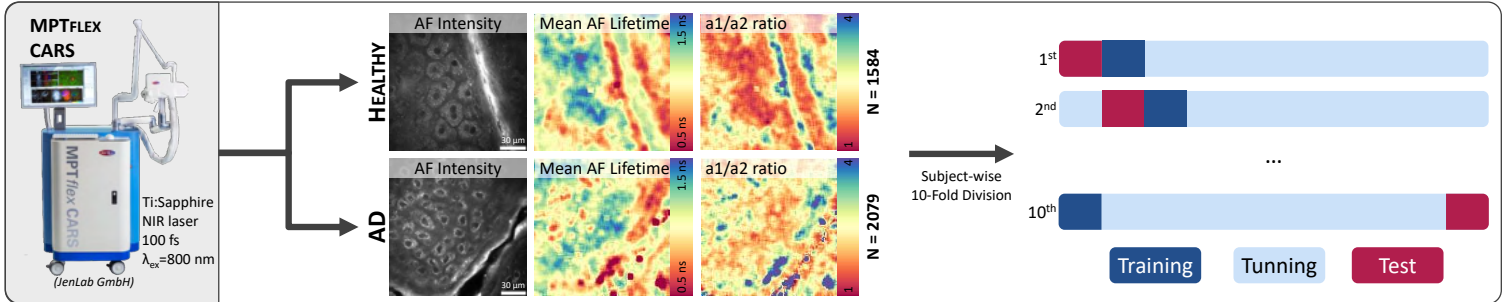 MPTFLEX
CARS
MPTflex CARS
Ti:Sapphire
NIR laser
100 fs
λex=800 nm
(JenLab GmbH)
HEALTHY
AF Intensity
30 µm
Mean AF Lifetime
1.5 ns
0.5 ns
a1/a2 ratio
4
1
N = 1584
AD
AF Intensity
30 µm
Mean AF Lifetime
1.5 ns
0.5 ns
a1/a2 ratio
4
1
N = 2079
Subject-wise
10-Fold Division
1st
2nd
...
10th
Training
Tunning
Test